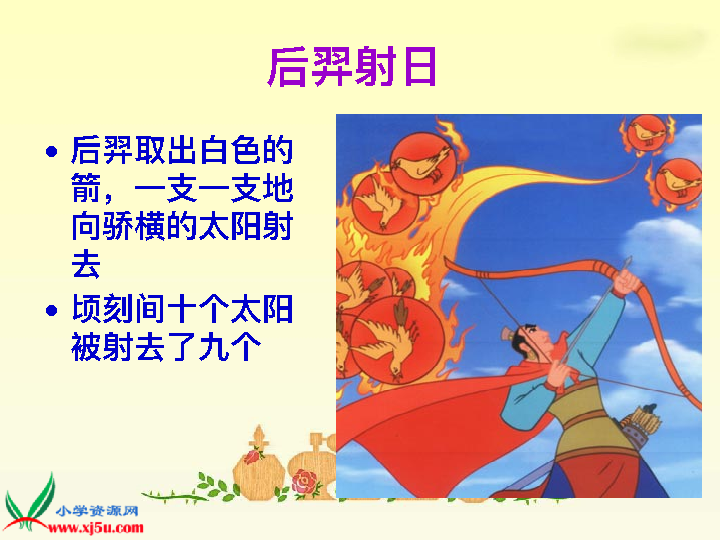 后羿射日
• 后羿取出白色的
箭，一支一支地
向骄横的太阳射
去
• 顷刻间十个太阳
被射去了九个
小学资源网
www.xj5u.com